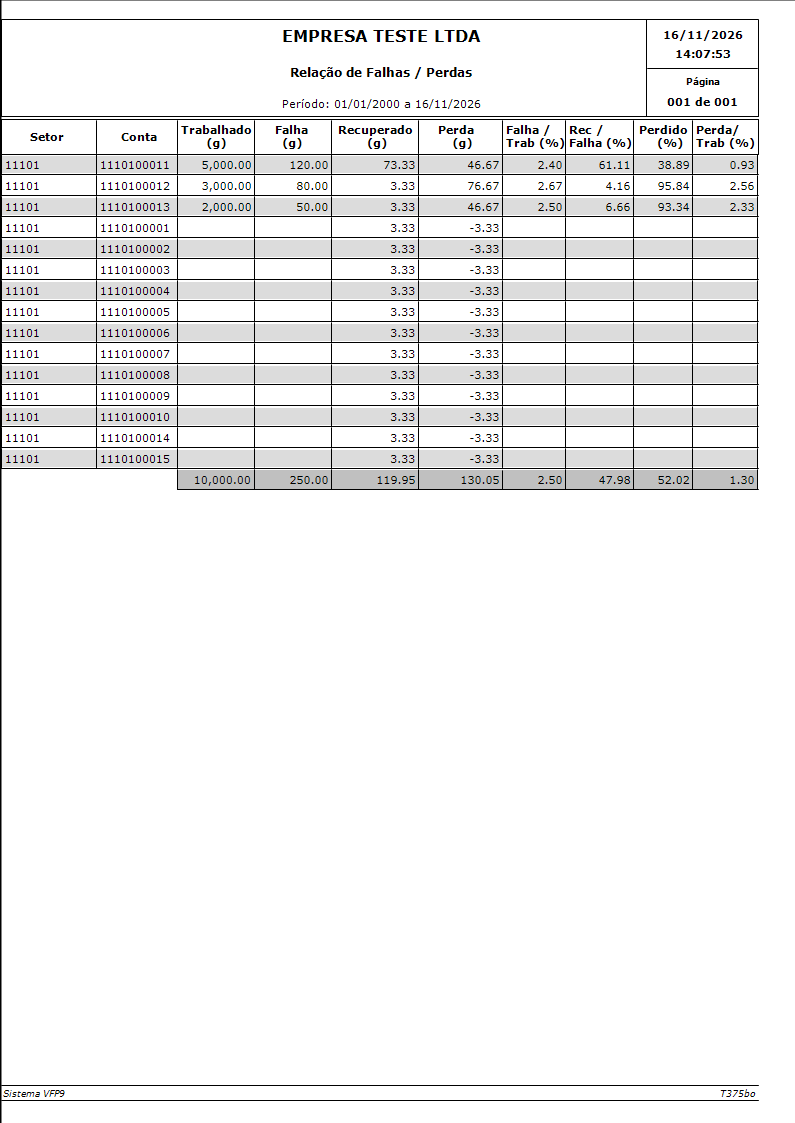 EMPRESA TESTE LTDA
16/11/2026
14:07:53
Relação de Falhas / Perdas
Página
Período: 01/01/2000 a 16/11/2026
001 de 001
Setor Conta Trabalhado (g) Falha (g) Recuperado (g) Perda (g) Falha / Trab (%) Rec / Falha (%) Perdido (%) Perda/ Trab (%)
11101 1110100011 5,000.00 120.00 73.33 46.67 2.40 61.11 38.89 0.93
11101 1110100012 3,000.00 80.00 3.33 76.67 2.67 4.16 95.84 2.56
11101 1110100013 2,000.00 50.00 3.33 46.67 2.50 6.66 93.34 2.33
11101 1110100001 3.33 -3.33
11101 1110100002 3.33 -3.33
11101 1110100003 3.33 -3.33
11101 1110100004 3.33 -3.33
11101 1110100005 3.33 -3.33
11101 1110100006 3.33 -3.33
11101 1110100007 3.33 -3.33
11101 1110100008 3.33 -3.33
11101 1110100009 3.33 -3.33
11101 1110100010 3.33 -3.33
11101 1110100014 3.33 -3.33
11101 1110100015 3.33 -3.33
10,000.00 250.00 119.95 130.05 2.50 47.98 52.02 1.30
Sistema VFP9 T375bo